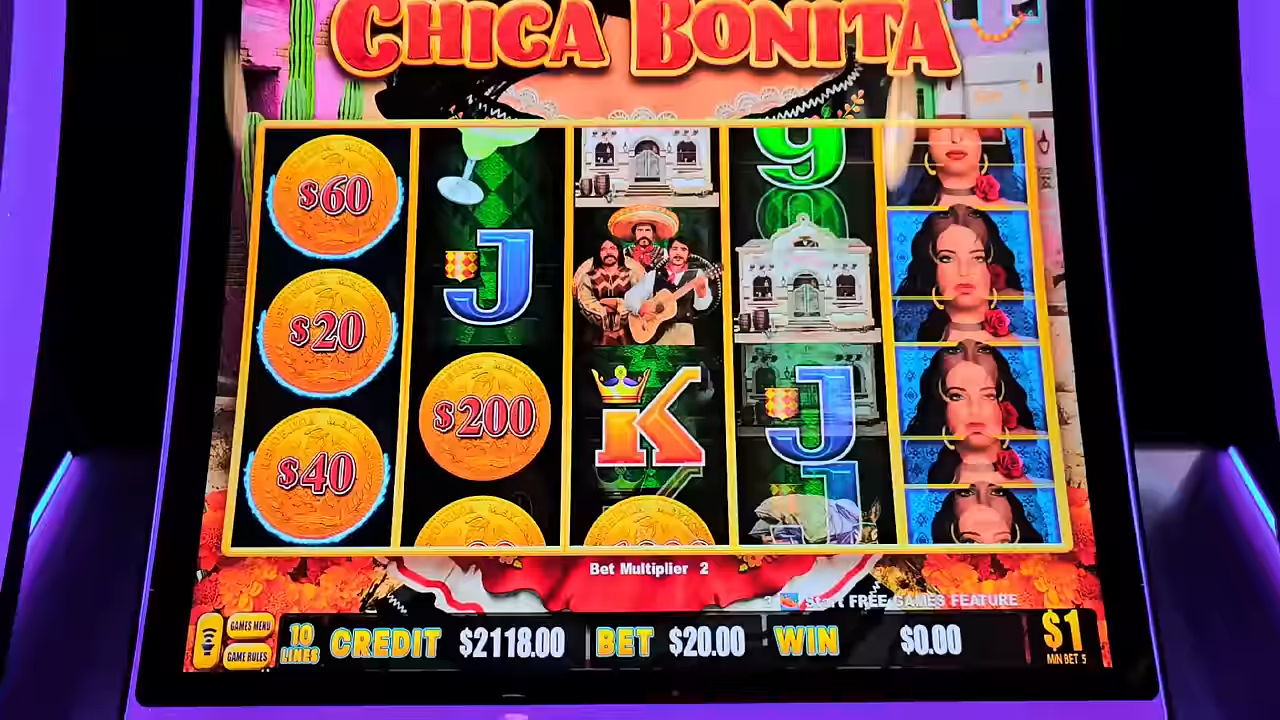 CHICA BONITA
9
$60
J
$20
K
$200
J
$40
Bet Multiplier 2
START FREE GAMES FEATURE
GAMES MENU
GAME RULES
10 LINES
CREDIT $2118.00
BET $20.00
WIN $0.00
$1
MIN BET 5